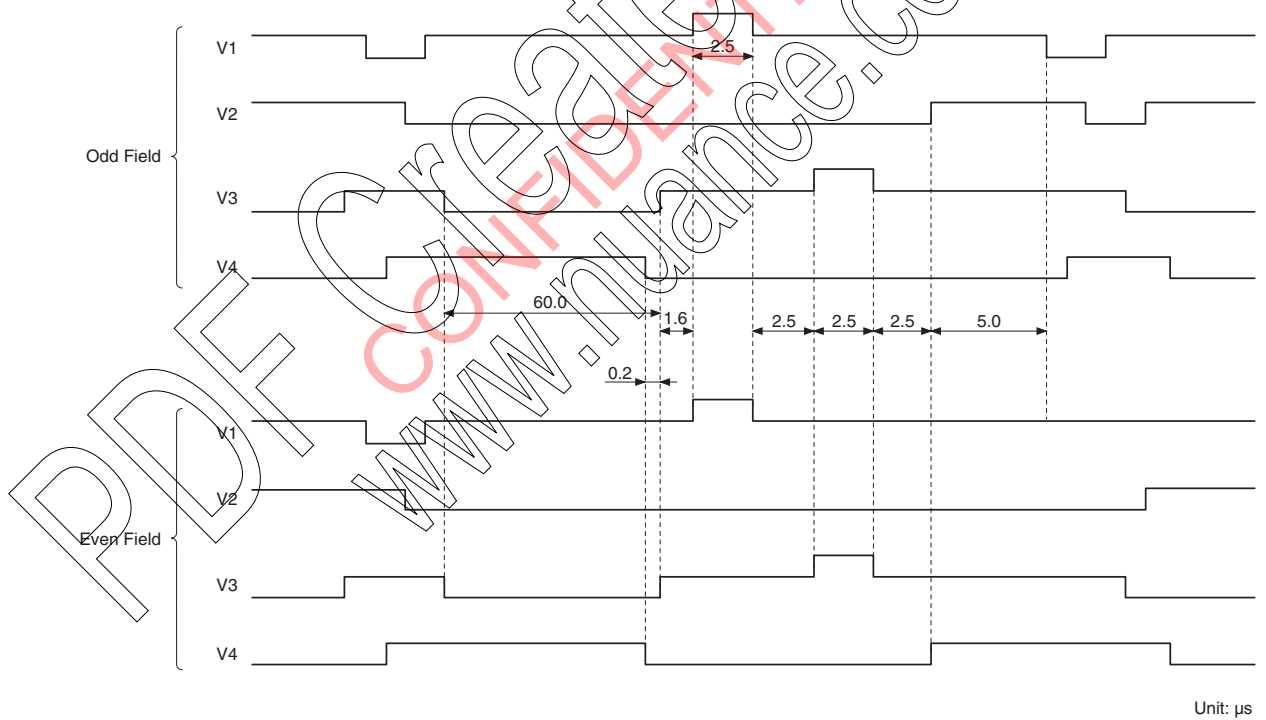 V1
2.5
V2
Odd Field
V3
V4
60.0
1.6
2.5
2.5
2.5
5.0
0.2
V1
V2
Even Field
V3
V4
Unit: μs
PDF Create
CONFIDENTI
www.nuance.co